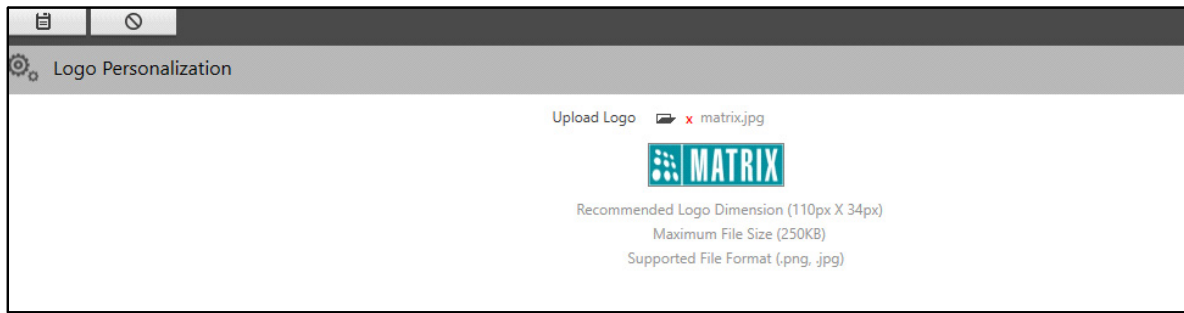 Logo Personalization
Upload Logo x matrix.jpg
MATRIX
Recommended Logo Dimension (110px X 34px)
Maximum File Size (250KB)
Supported File Format (.png, .jpg)